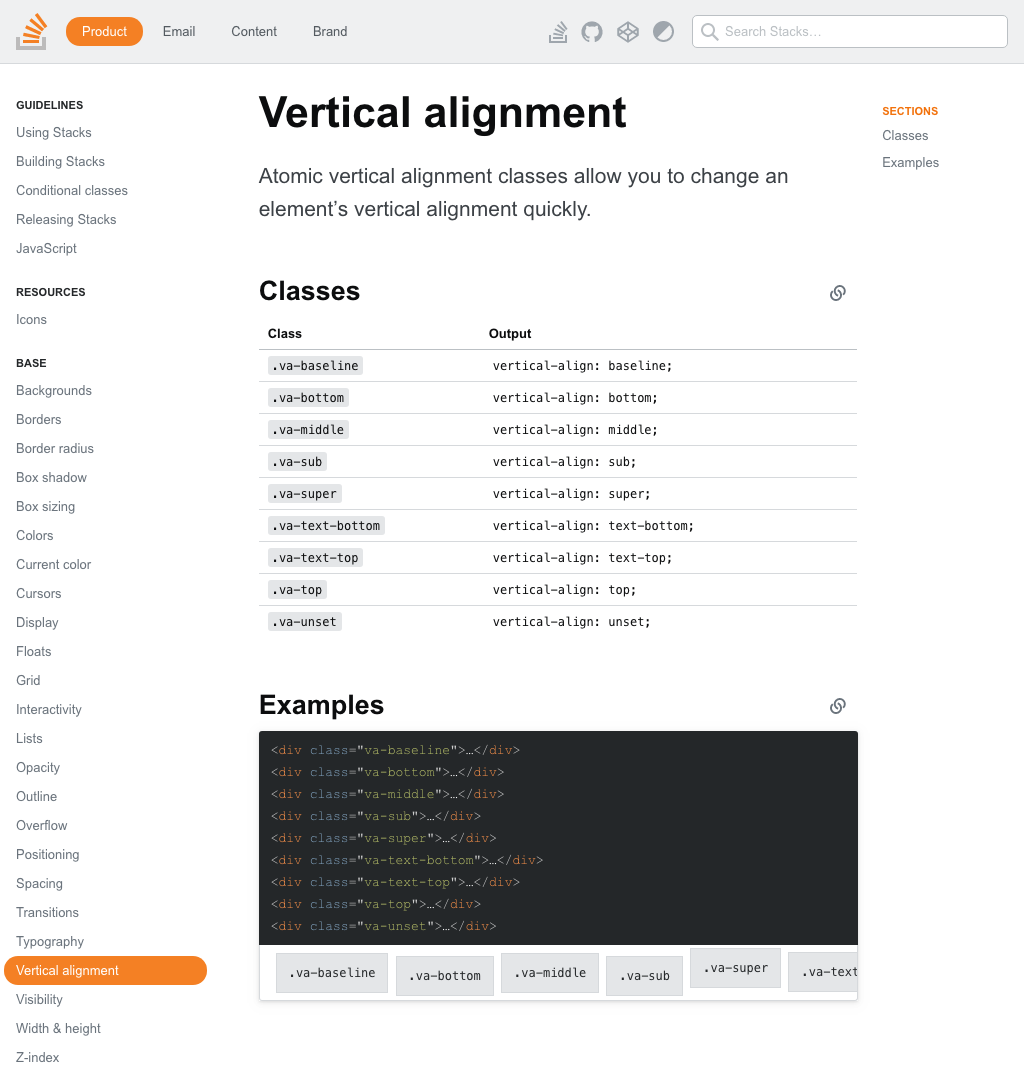 Product
Email
Content
Brand
Search Stacks…
GUIDELINES
Using Stacks
Building Stacks
Conditional classes
Releasing Stacks
JavaScript
RESOURCES
Icons
BASE
Backgrounds
Borders
Border radius
Box shadow
Box sizing
Colors
Current color
Cursors
Display
Floats
Grid
Interactivity
Lists
Opacity
Outline
Overflow
Positioning
Spacing
Transitions
Typography
Vertical alignment
Visibility
Width & height
Z-index
Vertical alignment
Atomic vertical alignment classes allow you to change an
element’s vertical alignment quickly.
Classes
Class Output
.va-baseline vertical-align: baseline;
.va-bottom vertical-align: bottom;
.va-middle vertical-align: middle;
.va-sub vertical-align: sub;
.va-super vertical-align: super;
.va-text-bottom vertical-align: text-bottom;
.va-text-top vertical-align: text-top;
.va-top vertical-align: top;
.va-unset vertical-align: unset;
Examples
<div class="va-baseline">…</div>
<div class="va-bottom">…</div>
<div class="va-middle">…</div>
<div class="va-sub">…</div>
<div class="va-super">…</div>
<div class="va-text-bottom">…</div>
<div class="va-text-top">…</div>
<div class="va-top">…</div>
<div class="va-unset">…</div>
.va-baseline .va-bottom .va-middle .va-sub .va-super .va-text
SECTIONS
Classes
Examples